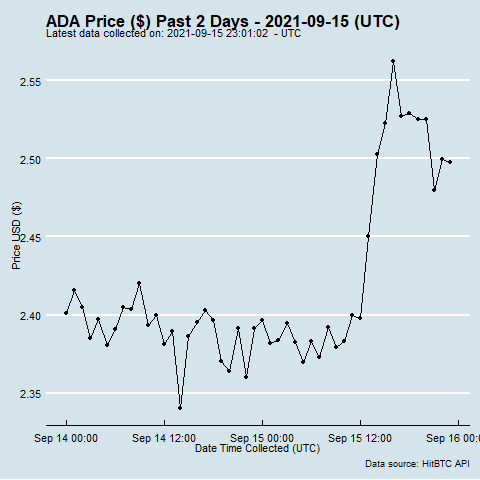 ADA Price ($) Past 2 Days - 2021-09-15 (UTC)
Latest data collected on: 2021-09-15 23:01:02 - UTC
2.55
2.50
2.45
2.40
2.35
Price USD ($)
Sep 14 00:00 Sep 14 12:00 Sep 15 00:00 Sep 15 12:00 Sep 16 00:00
Date Time Collected (UTC)
Data source: HitBTC API